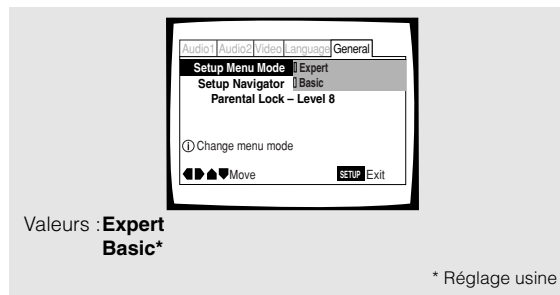 Audio1 Audio2 Video Language General
Setup Menu Mode Expert
Setup Navigator Basic
Parental Lock – Level 8
i Change menu mode
Move SETUP Exit
Valeurs : Expert
Basic*
* Réglage usine